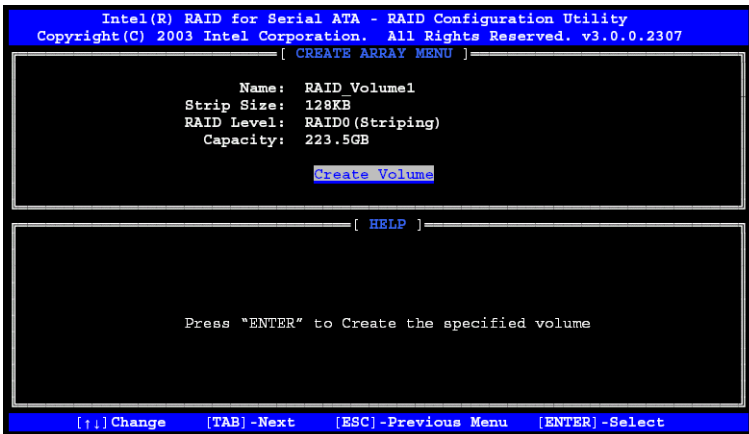 Intel(R) RAID for Serial ATA - RAID Configuration Utility
Copyright(C) 2003 Intel Corporation.  All Rights Reserved. v3.0.0.2307
[ CREATE ARRAY MENU ]
Name: RAID_Volume1
Strip Size: 128KB
RAID Level: RAID0(Striping)
Capacity: 223.5GB
Create Volume
[ HELP ]
Press "ENTER" to Create the specified volume
[↑↓]Change [TAB]-Next [ESC]-Previous Menu [ENTER]-Select